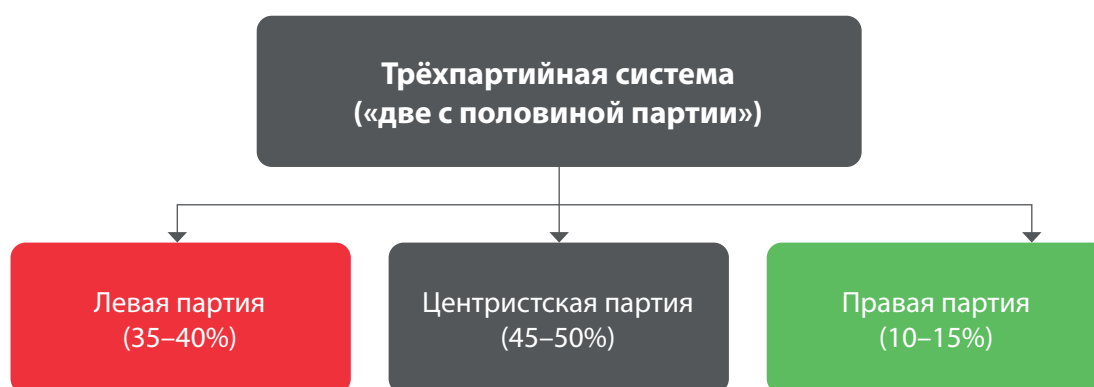 Трёхпартийная система
(«две с половиной партии»)
Левая партия
(35–40%)
Центристская партия
(45–50%)
Правая партия
(10–15%)